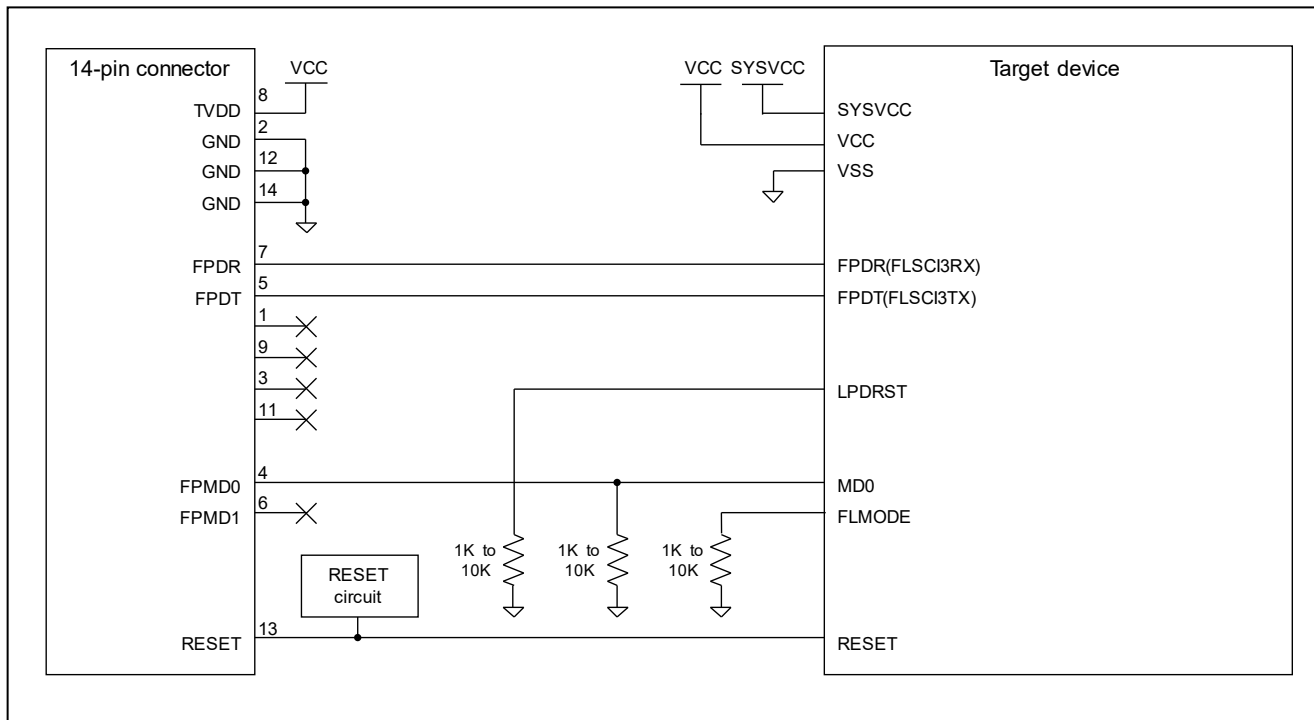 14-pin connector
VCC
8
TVDD
2
GND
12
GND
14
GND
7
FPDR
5
FPDT
1
9
3
11
4
FPMD0
6
FPMD1
RESET
circuit
13
RESET
1K to
10K
1K to
10K
1K to
10K
VCC
SYSVCC
Target device
SYSVCC
VCC
VSS
FPDR(FLSCI3RX)
FPDT(FLSCI3TX)
LPDRST
MD0
FLMODE
RESET